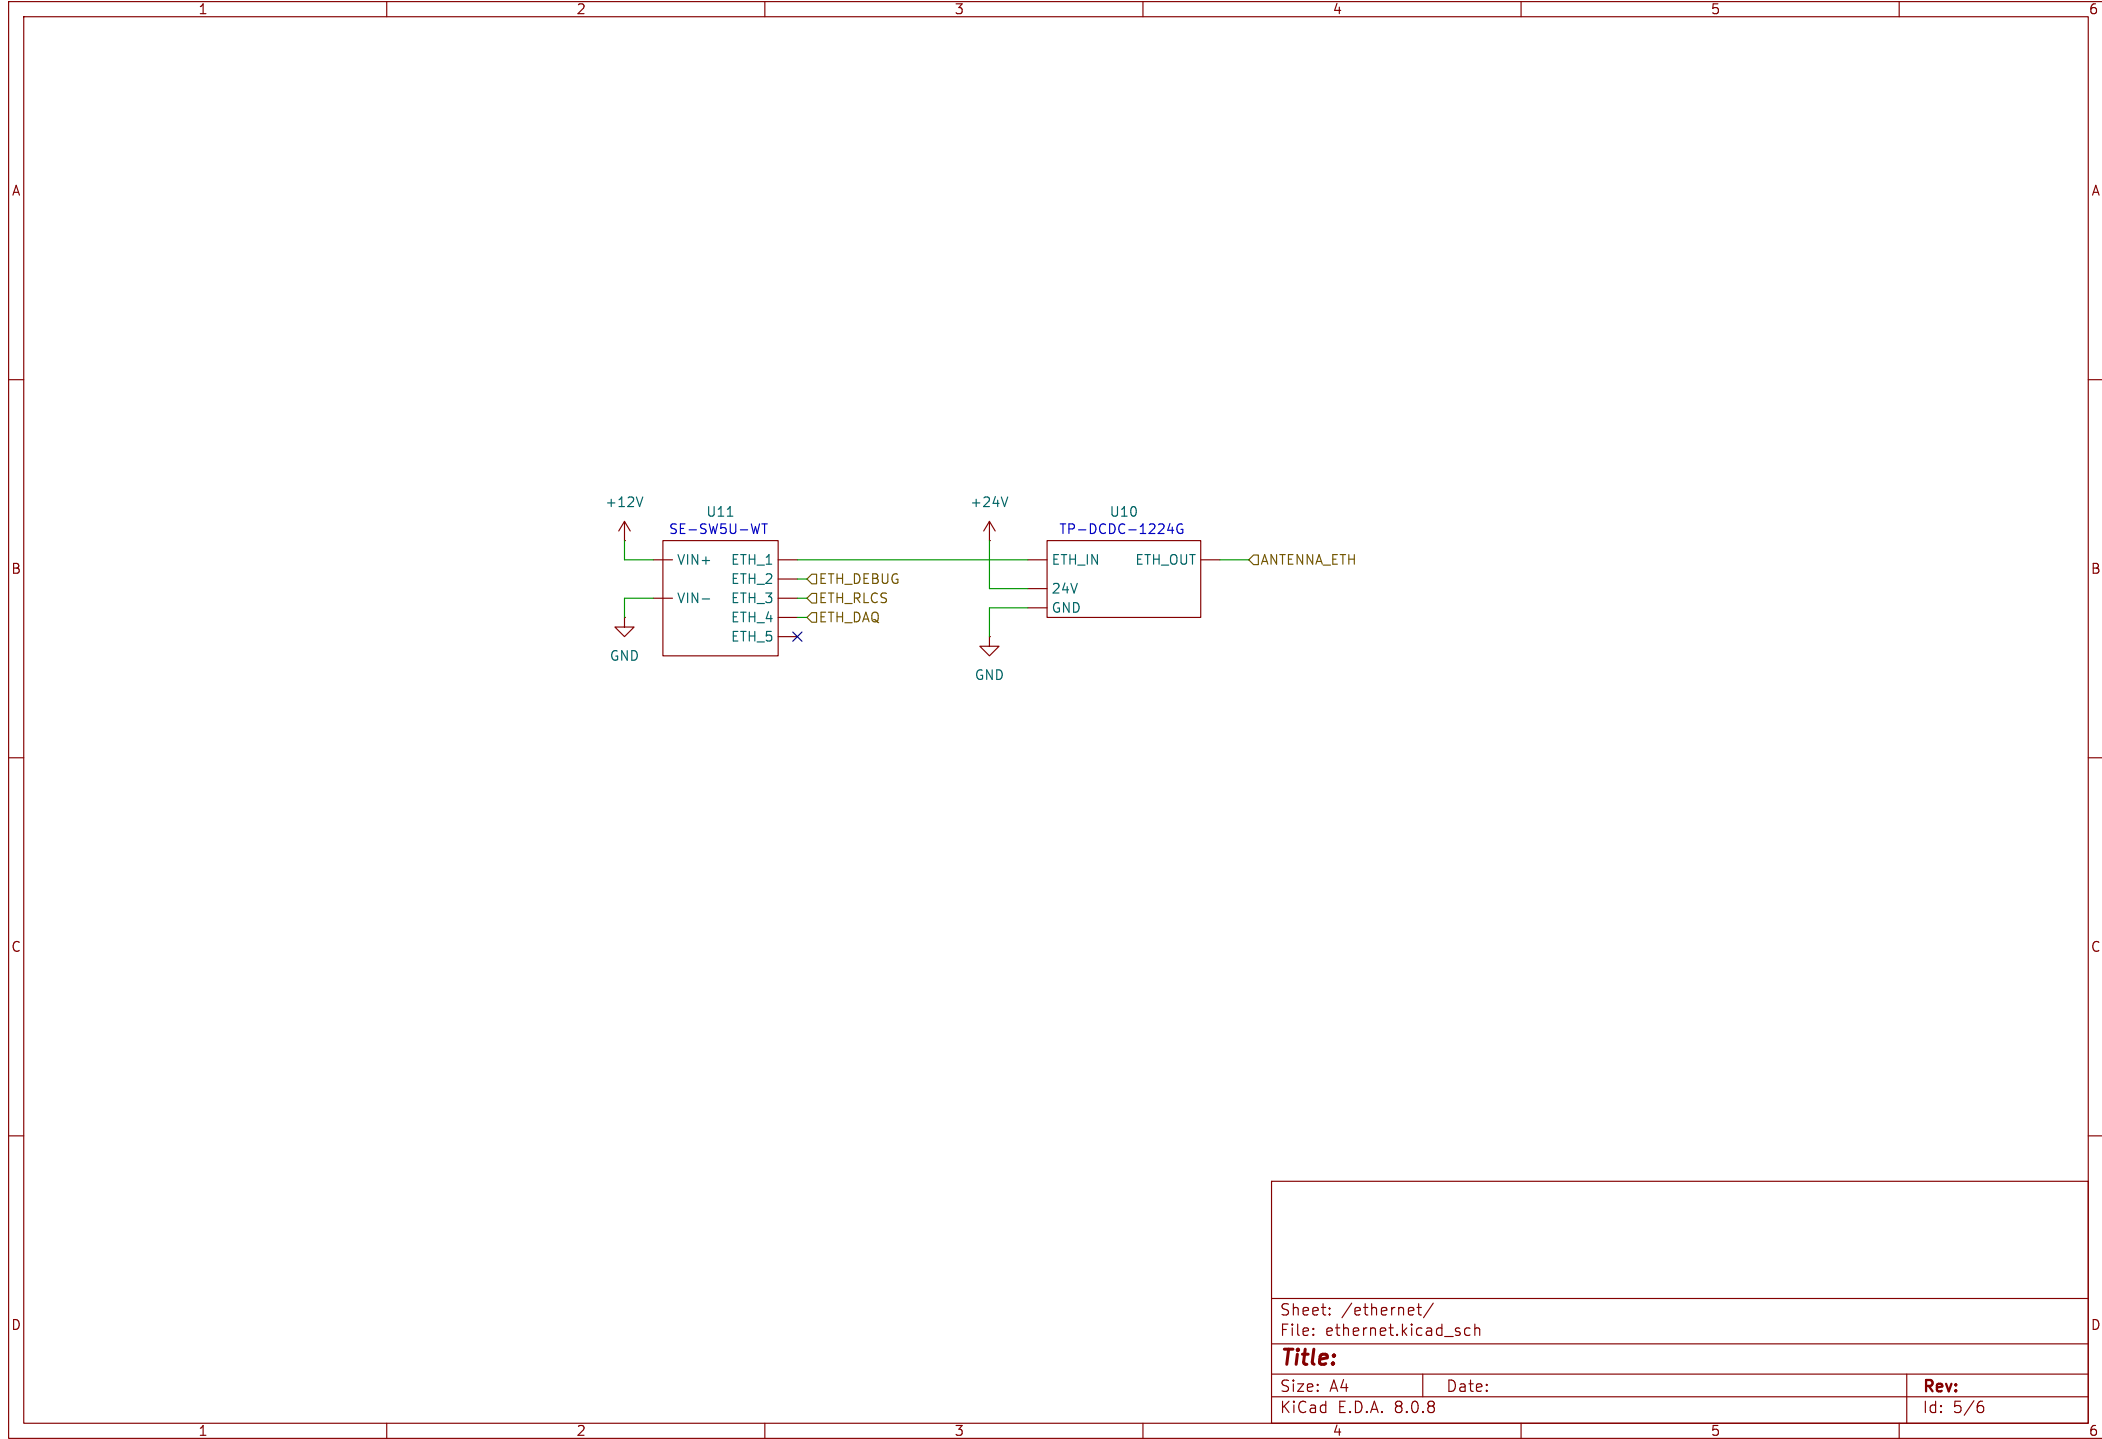 1 2 3 4 5 6
A A
+12V +24V
U11 U10
SE-SW5U-WT TP-DCDC-1224G
VIN+ ETH_1 ETH_IN ETH_OUT ANTENNA_ETH
B B
ETH_2 ETH_DEBUG
24V
VIN- ETH_3 ETH_RLCS
GND
ETH_4 ETH_DAQ
ETH_5
GND
GND
C C
Sheet: /ethernet/
File: ethernet.kicad_sch
D D
Title:
Size: A4 Date: Rev:
KiCad E.D.A. 8.0.8 Id: 5/6
1 2 3 4 5 6